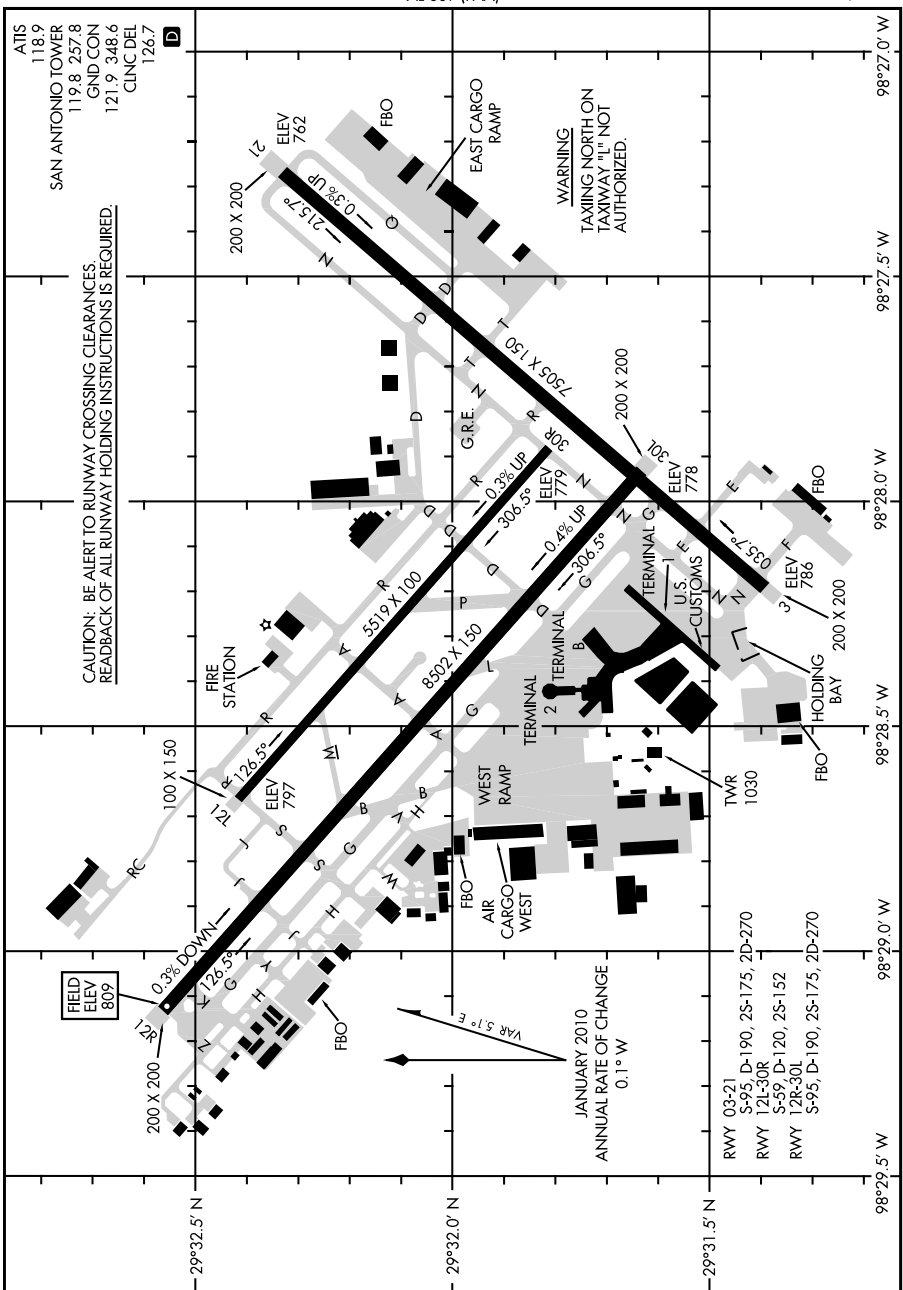 AL-569 (FAA)
ATIS
118.9
SAN ANTONIO TOWER
119.8 257.8
GND CON
121.9 348.6
CLNC DEL
126.7
D
CAUTION: BE ALERT TO RUNWAY CROSSING CLEARANCES.
READBACK OF ALL RUNWAY HOLDING INSTRUCTIONS IS REQUIRED.
98°27.0' W
98°27.5' W
98°28.0' W
98°28.5' W
98°29.0' W
98°29.5' W
29°32.5' N
29°32.0' N
29°31.5' N
200 X 200
21
ELEV
762
FBO
EAST CARGO
RAMP
WARNING
TAXIING NORTH ON
TAXIWAY "L" NOT
AUTHORIZED.
215.7°
0.3% UP
N
Q
D
D
T
T
7505 X 150
D
G.R.E.
N
R
N
30R
200 X 200
30L
ELEV
779
ELEV
778
R
D
D
0.3% UP
306.5°
N
G
E
E
F
FBO
035.7°
ELEV
786
3
200 X 200
N
N
0.4% UP
306.5°
D
G
D
P
R
A
5519 X 100
FIRE
STATION
8502 X 150
A
A
L
G
TERMINAL
1
U.S.
CUSTOMS
TERMINAL
B
TERMINAL
2
HOLDING
BAY
FBO
TWR
1030
WEST
RAMP
100 X 150
R
R
126.5°
12L
ELEV
797
M
B
B
V
H
S
J
J
S
G
W
H
J
Y
RC
FBO
AIR
CARGO
WEST
0.3% DOWN
126.5°
FIELD
ELEV
809
12R
K
G
H
Z
200 X 200
FBO
VAR 5.1° E
JANUARY 2010
ANNUAL RATE OF CHANGE
0.1° W
RWY 03-21
S-95, D-190, 2S-175, 2D-270
RWY 12L-30R
S-59, D-120, 2S-152
RWY 12R-30L
S-95, D-190, 2S-175, 2D-270